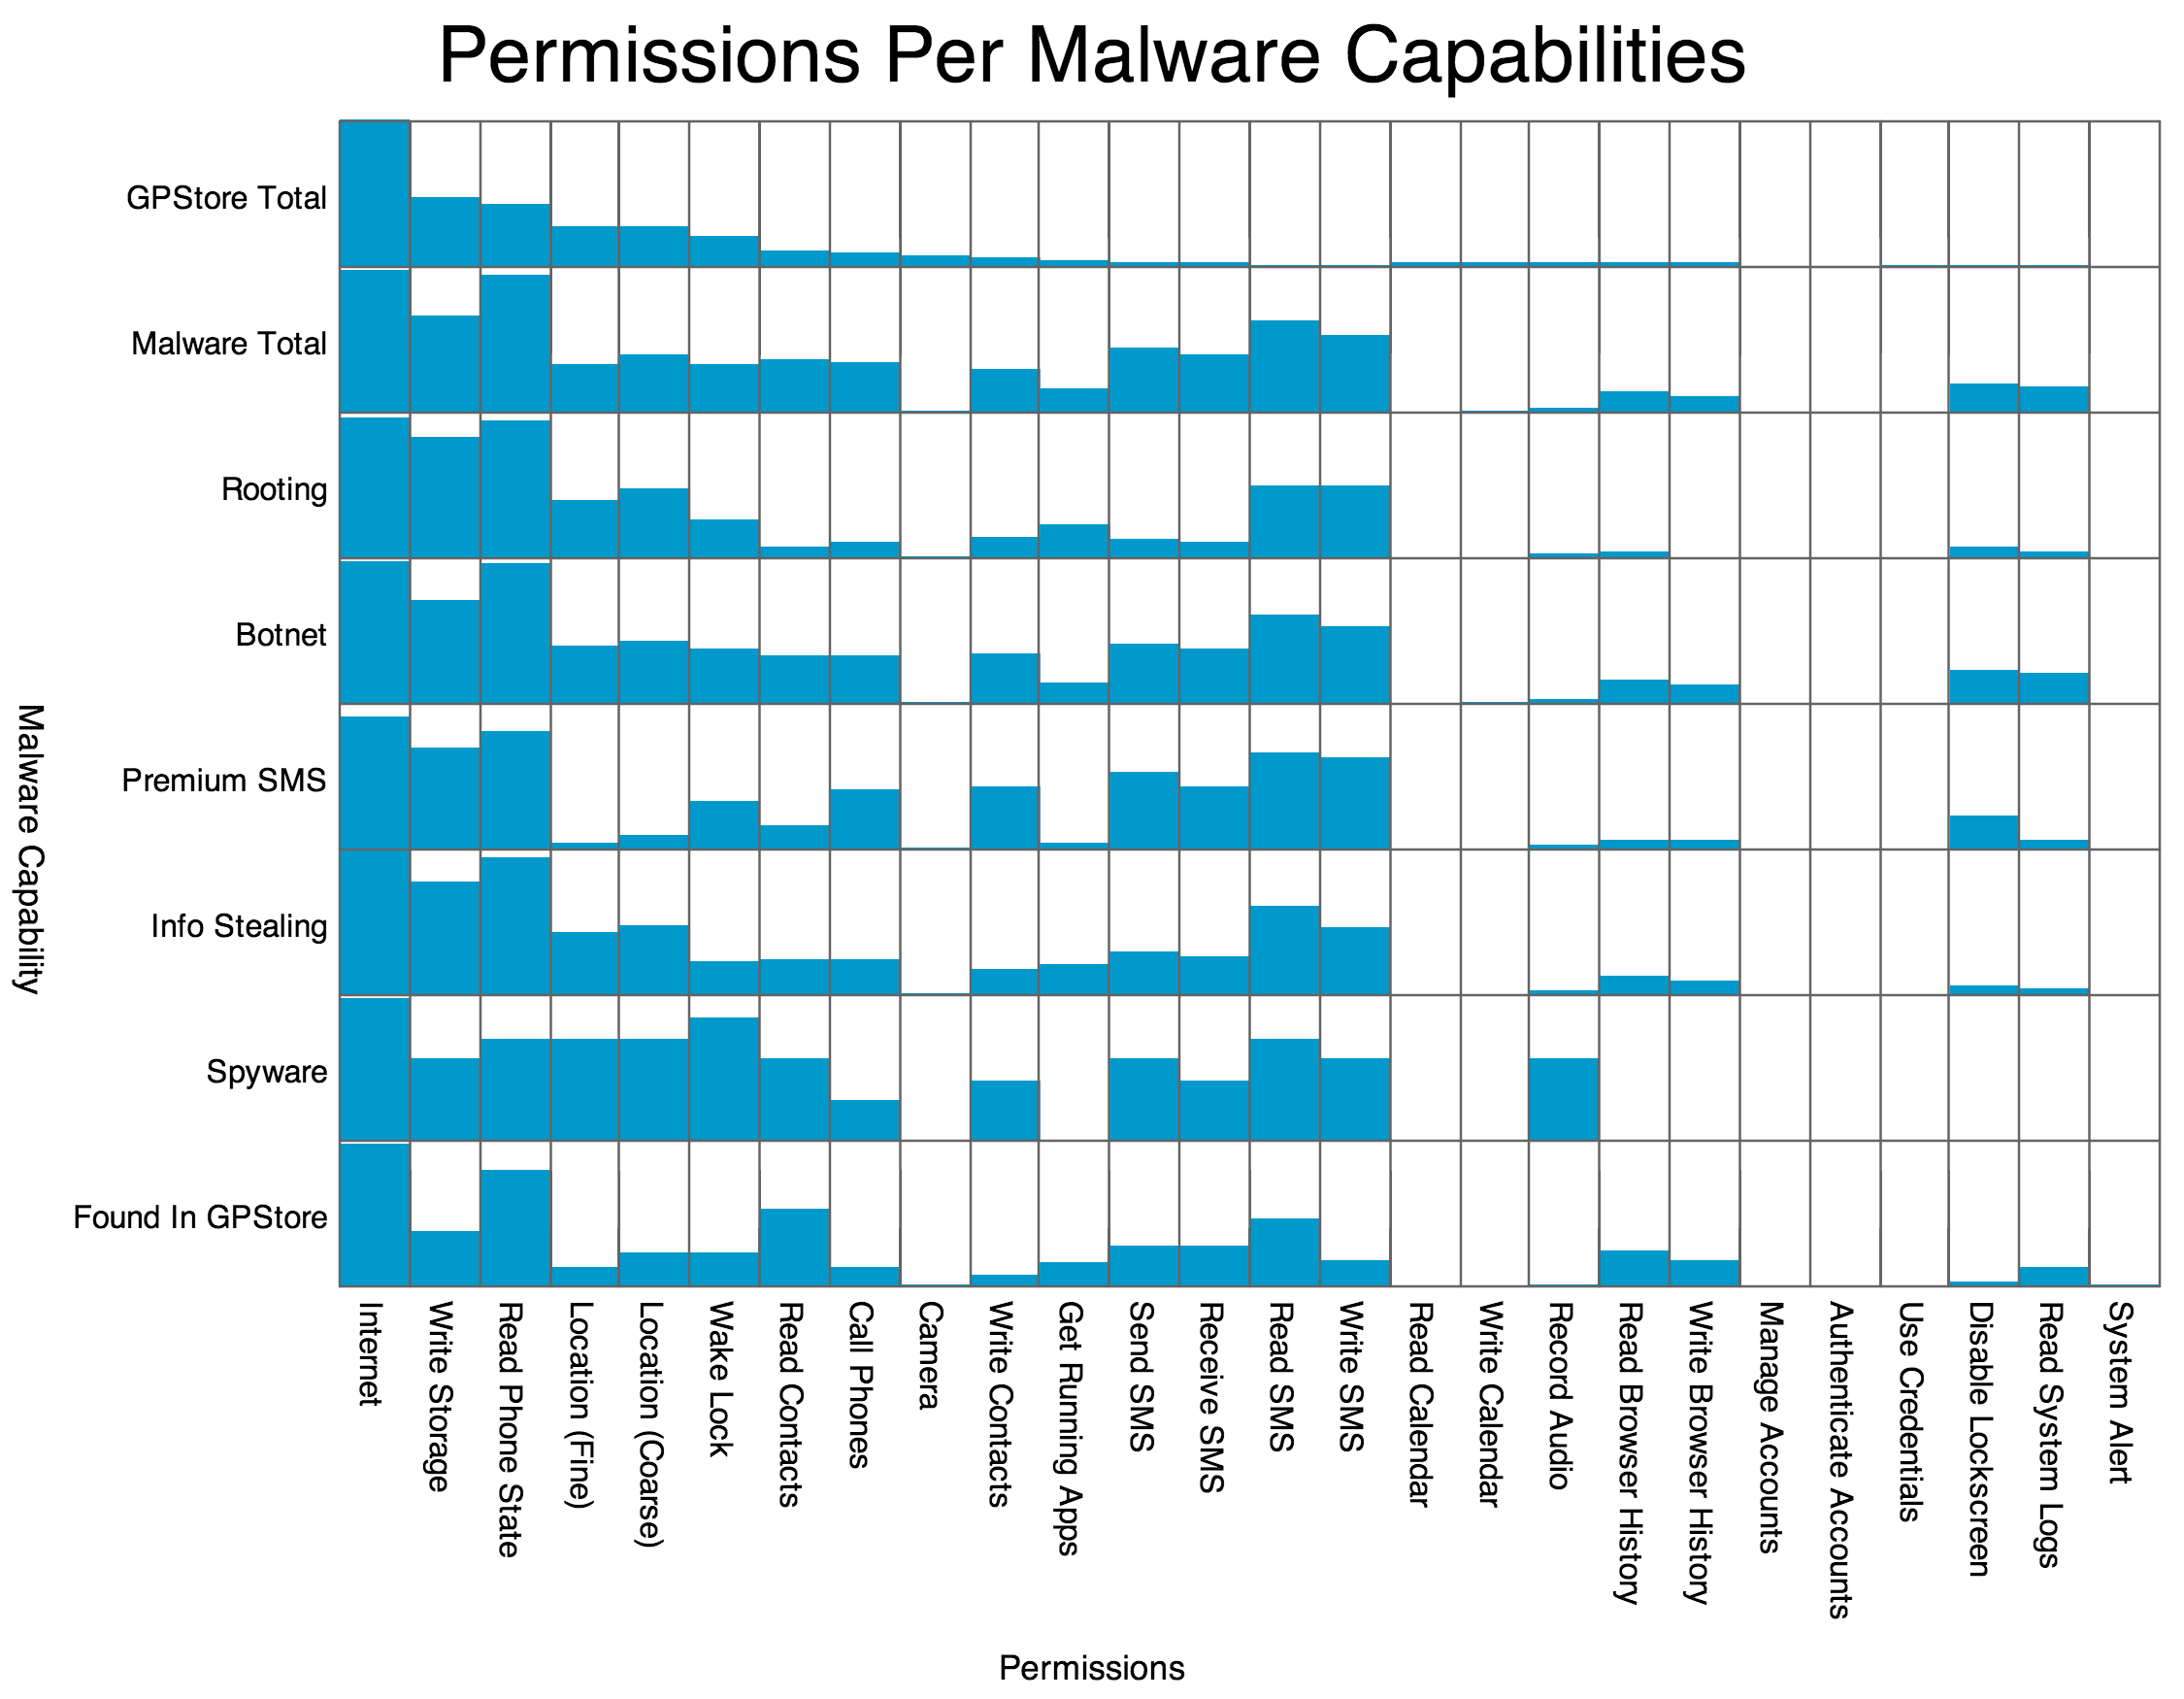 Permissions Per Malware Capabilities
GPStore Total
Malware Total
Rooting
Botnet
Premium SMS
Info Stealing
Spyware
Found In GPStore
Malware Capability
Internet
Write Storage
Read Phone State
Location (Fine)
Location (Coarse)
Wake Lock
Read Contacts
Call Phones
Camera
Write Contacts
Get Running Apps
Send SMS
Receive SMS
Read SMS
Write SMS
Read Calendar
Write Calendar
Record Audio
Read Browser History
Write Browser History
Manage Accounts
Authenticate Accounts
Use Credentials
Disable Lockscreen
Read System Logs
System Alert
Permissions